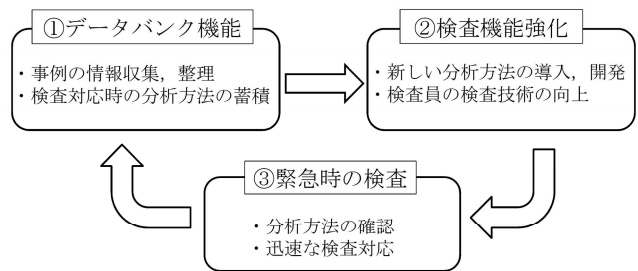 ①データバンク機能
・事例の情報収集，整理
・検査対応時の分析方法の蓄積
②検査機能強化
・新しい分析方法の導入，開発
・検査員の検査技術の向上
③緊急時の検査
・分析方法の確認
・迅速な検査対応